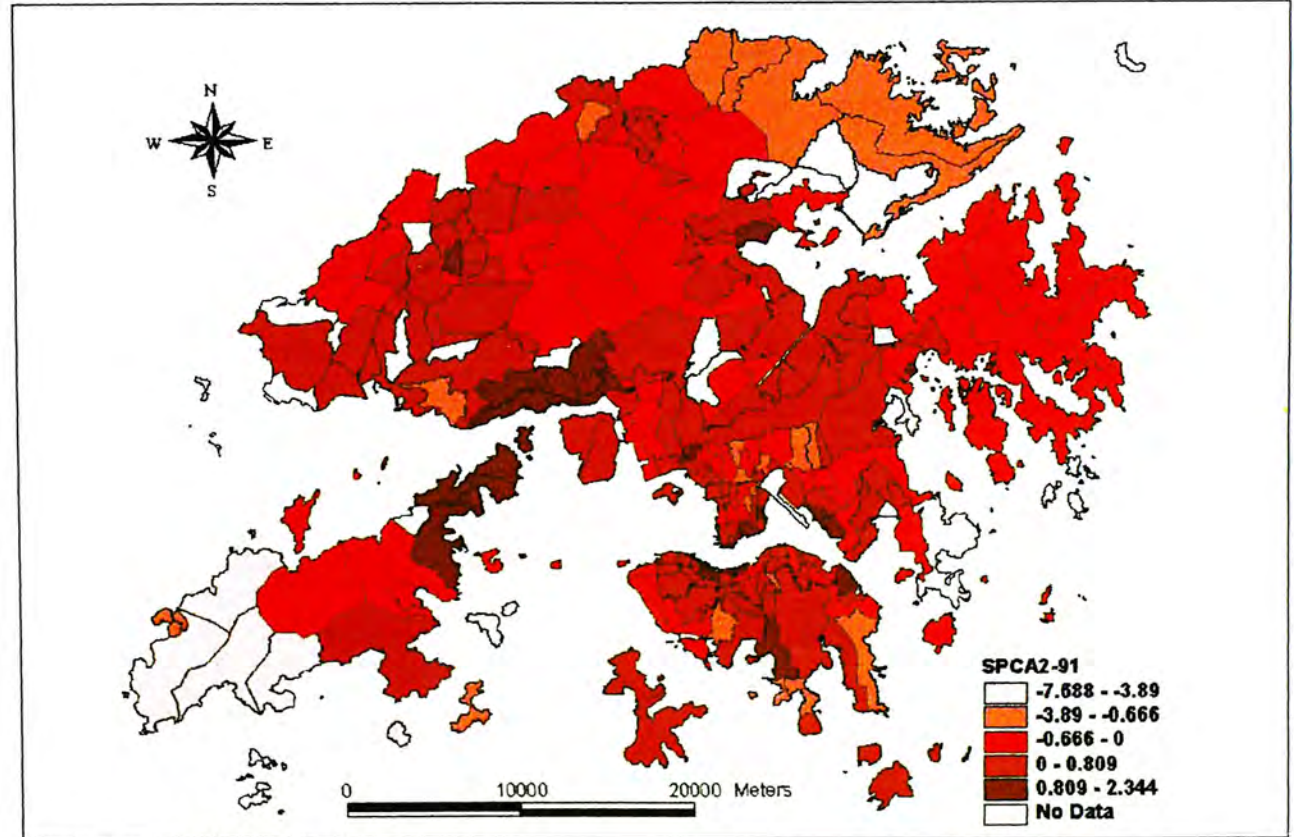 N
W E
S
SPCA2-91
-7.688 - -3.89
-3.89 - -0.666
-0.666 - 0
0 - 0.809
0.809 - 2.344
No Data
0 10000 20000 Meters